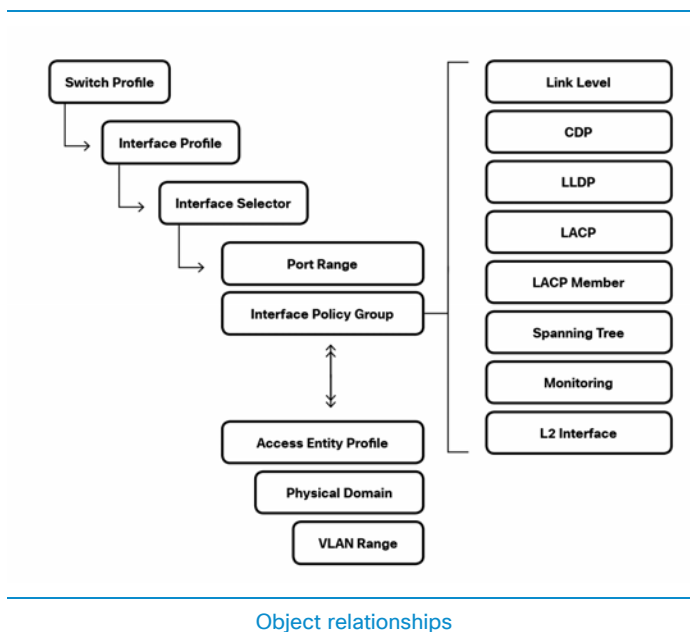 Switch Profile
Interface Profile
Interface Selector
Port Range
Interface Policy Group
Access Entity Profile
Physical Domain
VLAN Range
Link Level
CDP
LLDP
LACP
LACP Member
Spanning Tree
Monitoring
L2 Interface
Object relationships